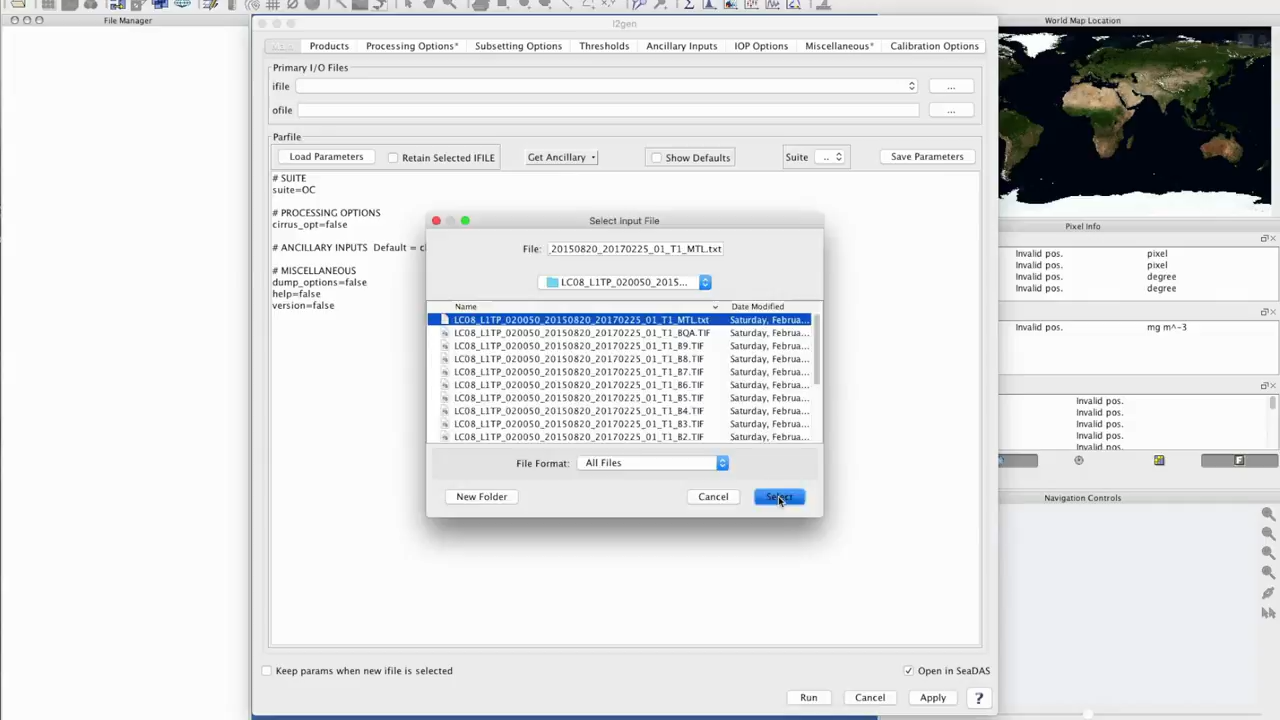 File Manager
l2gen
World Map Location
Products
Processing Options*
Subsetting Options
Thresholds
Ancillary Inputs
IOP Options
Miscellaneous*
Calibration Options
Primary I/O Files
ifile
...
ofile
...
Parfile
Load Parameters
Retain Selected IFILE
Get Ancillary
Show Defaults
Suite
..
Save Parameters
# SUITE
suite=OC
# PROCESSING OPTIONS
cirrus_opt=false
# ANCILLARY INPUTS Default = cl
# MISCELLANEOUS
dump_options=false
help=false
version=false
Select Input File
File:
_20150820_20170225_01_T1_MTL.txt
LC08_L1TP_020050_2015...
Name
Date Modified
LC08_L1TP_020050_20150820_20170225_01_T1_MTL.txt Saturday, Februa...
LC08_L1TP_020050_20150820_20170225_01_T1_BQA.TIF Saturday, Februa...
LC08_L1TP_020050_20150820_20170225_01_T1_B9.TIF Saturday, Februa...
LC08_L1TP_020050_20150820_20170225_01_T1_B8.TIF Saturday, Februa...
LC08_L1TP_020050_20150820_20170225_01_T1_B7.TIF Saturday, Februa...
LC08_L1TP_020050_20150820_20170225_01_T1_B6.TIF Saturday, Februa...
LC08_L1TP_020050_20150820_20170225_01_T1_B5.TIF Saturday, Februa...
LC08_L1TP_020050_20150820_20170225_01_T1_B4.TIF Saturday, Februa...
LC08_L1TP_020050_20150820_20170225_01_T1_B3.TIF Saturday, Februa...
LC08_L1TP_020050_20150820_20170225_01_T1_B2.TIF Saturday, Februa...
File Format:
All Files
New Folder
Cancel
Select
Keep params when new ifile is selected
Open in SeaDAS
Run
Cancel
Apply
?
Pixel Info
Invalid pos. pixel
Invalid pos. pixel
Invalid pos. degree
Invalid pos. degree
Invalid pos. mg m^-3
Invalid pos.
Invalid pos.
Invalid pos.
Invalid pos.
Invalid pos.
Navigation Controls